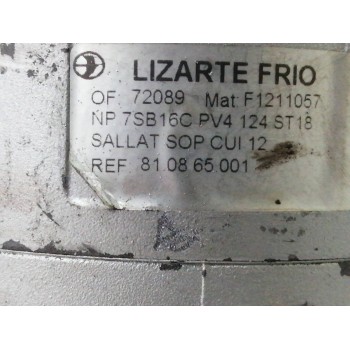 LIZARTE FRIO
OF: 72089 Mat: F1211057
NP 7SB16C PV4 124 ST18
SALLAT SOP CUI 12
REF 81.08.65.001